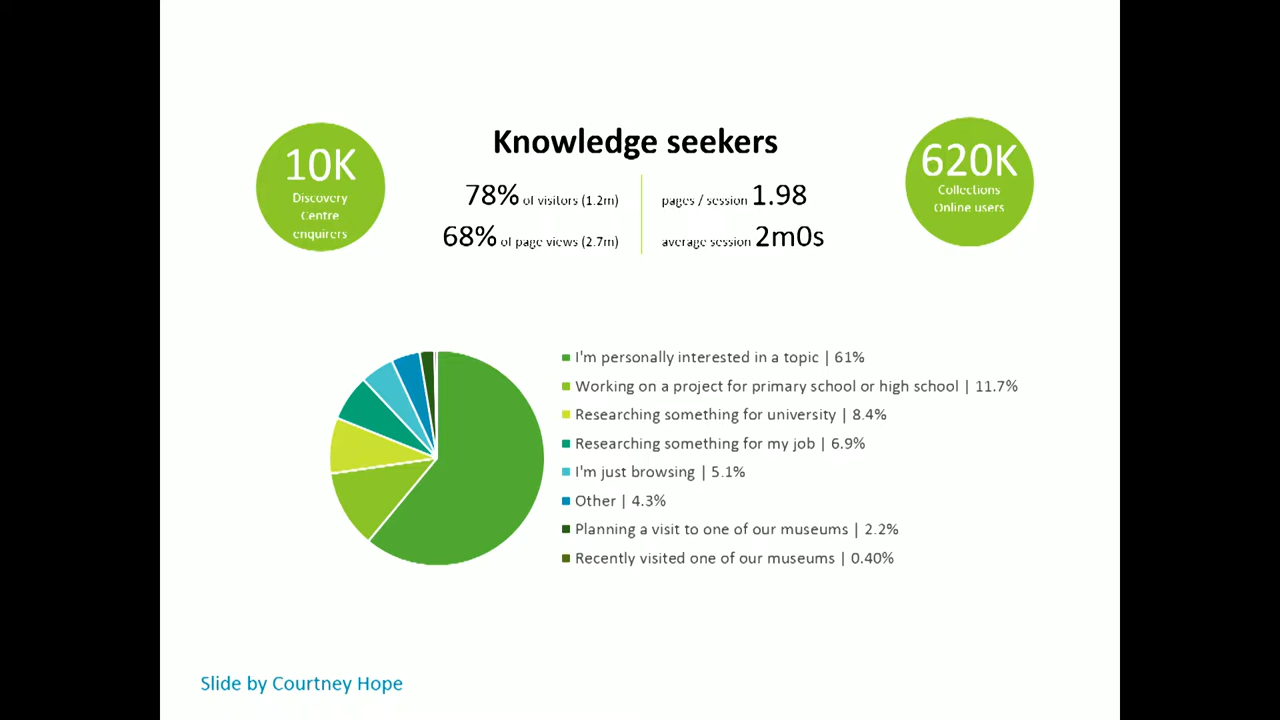 10K
Discovery
Centre
enquirers
Knowledge seekers
78% of visitors (1.2m)
68% of page views (2.7m)
pages / session 1.98
average session 2m0s
620K
Collections
Online users
I'm personally interested in a topic | 61%
Working on a project for primary school or high school | 11.7%
Researching something for university | 8.4%
Researching something for my job | 6.9%
I'm just browsing | 5.1%
Other | 4.3%
Planning a visit to one of our museums | 2.2%
Recently visited one of our museums | 0.40%
Slide by Courtney Hope